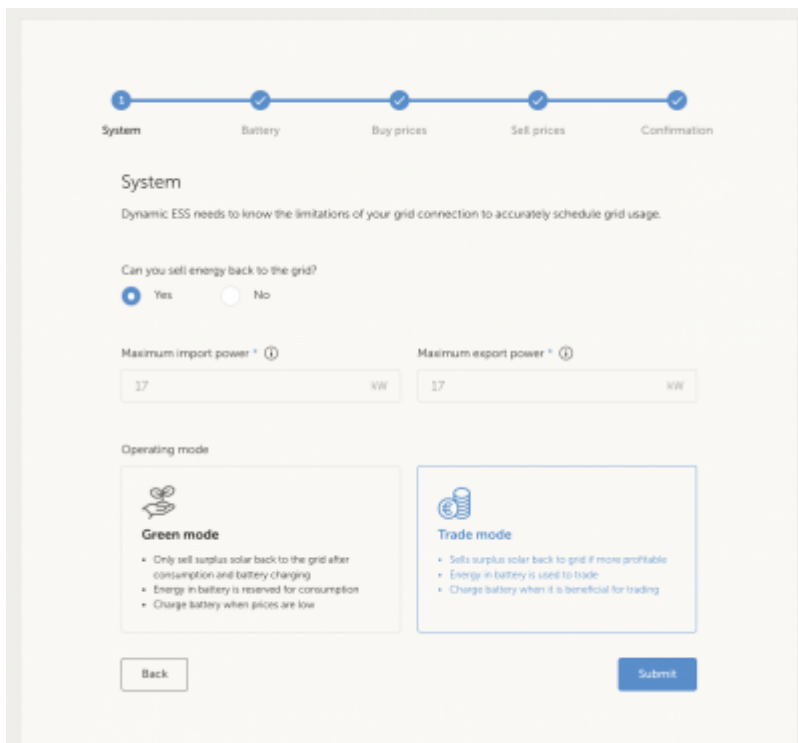 1
System
Battery
Buy prices
Sell prices
Confirmation
System
Dynamic ESS needs to know the limitations of your grid connection to accurately schedule grid usage.
Can you sell energy back to the grid?
Yes
No
Maximum import power *
Maximum export power *
17 kW
17 kW
Operating mode
Green mode
• Only sell surplus solar back to the grid after
consumption and battery charging
• Energy in battery is reserved for consumption
• Charge battery when prices are low
Trade mode
• Sells surplus solar back to grid if more profitable
• Energy in battery is used to trade
• Charge battery when it is beneficial for trading
Back
Submit